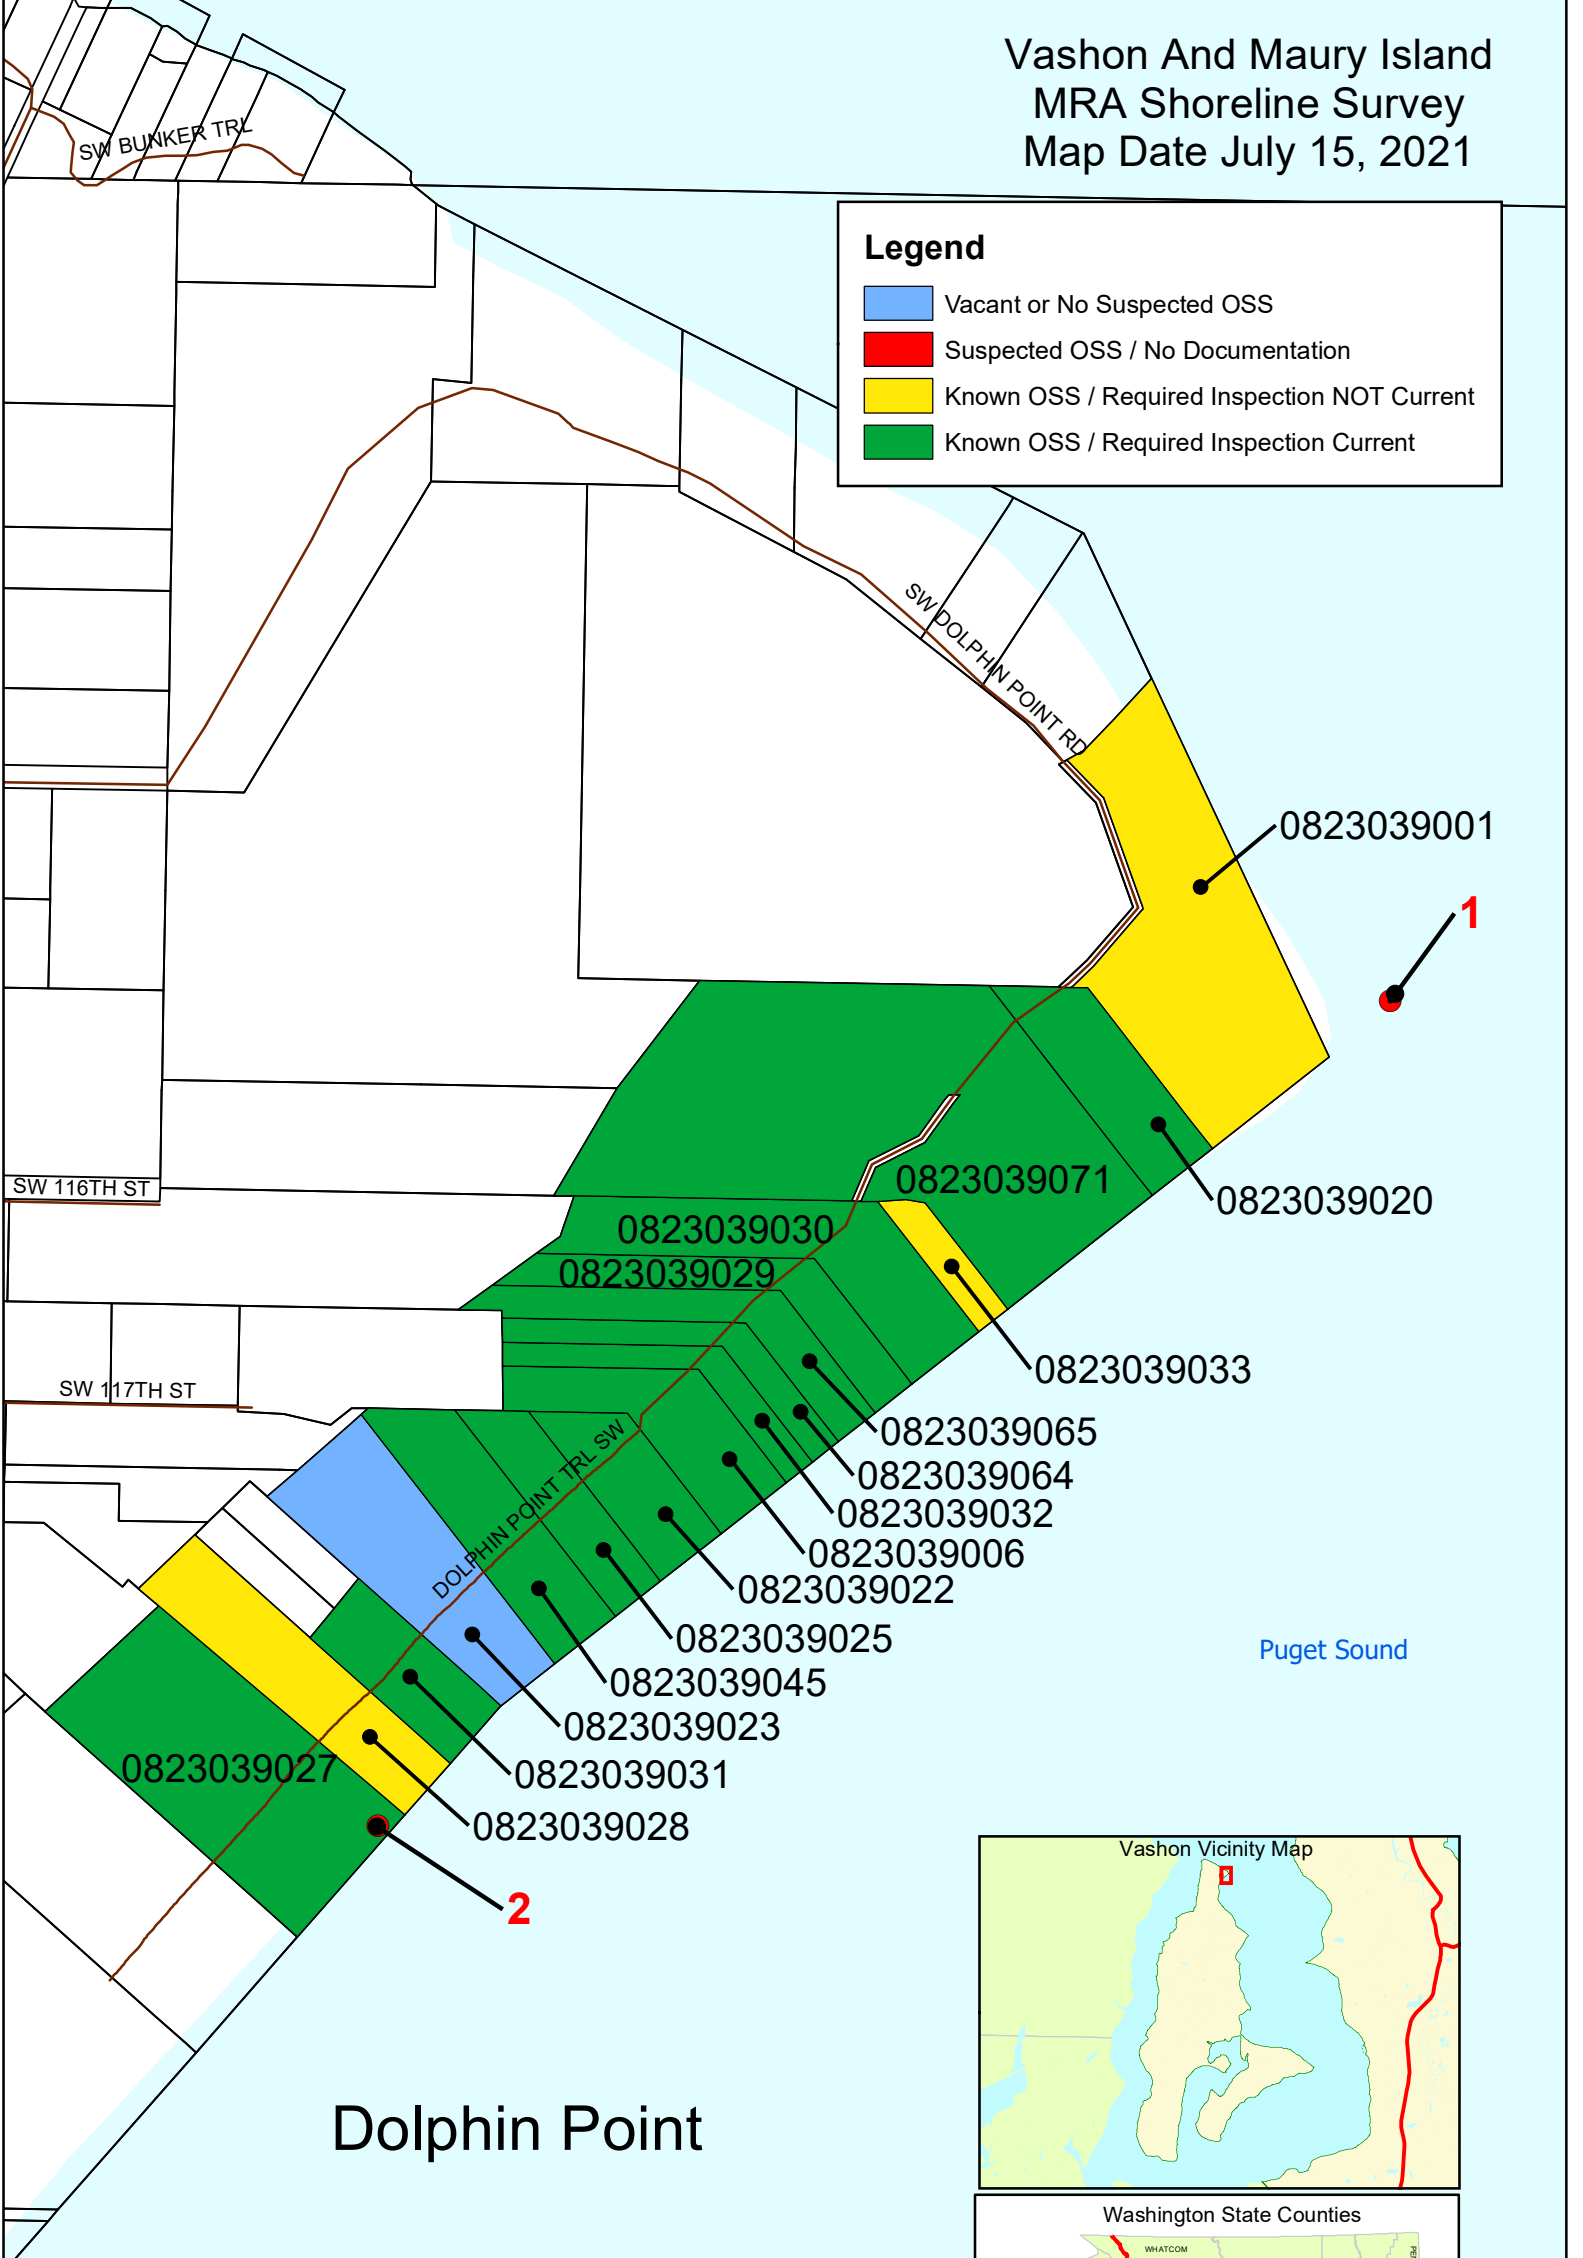 Vashon And Maury Island
MRA Shoreline Survey
Map Date July 15, 2021
Legend
Vacant or No Suspected OSS
Suspected OSS / No Documentation
Known OSS / Required Inspection NOT Current
Known OSS / Required Inspection Current
SW BUNKER TRL
SW DOLPHIN POINT RD
0823039001
1
SW 116TH ST
0823039071
0823039020
0823039030
0823039029
0823039033
SW 117TH ST
0823039065
0823039064
0823039032
0823039006
0823039022
DOLPHIN POINT TRL SW
0823039025
0823039045
0823039023
0823039031
0823039027
0823039028
2
Puget Sound
Vashon Vicinity Map
Dolphin Point
Washington State Counties
WHATCOM